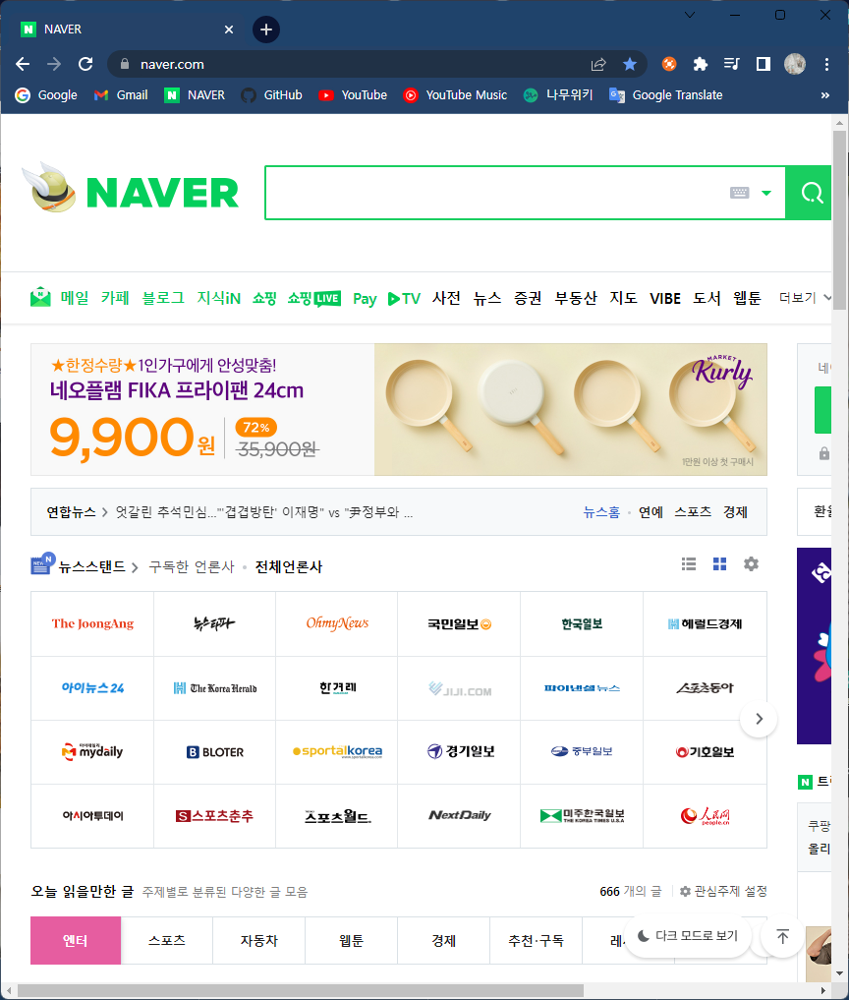 NAVER
naver.com
Google Gmail NAVER GitHub YouTube YouTube Music 나무위키 Google Translate »
NAVER
메일 카페 블로그 지식iN 쇼핑 쇼핑LIVE Pay TV 사전 뉴스 증권 부동산 지도 VIBE 도서 웹툰 더보기
★한정수량★1인가구에게 안성맞춤!
네오플램 FIKA 프라이팬 24cm
9,900원 72% 35,900원
MARKET
Kurly
1만원 이상 첫 구매시
연합뉴스 > 엇갈린 추석민심..."'겹겹방탄' 이재명" vs "尹정부와 ... 뉴스홈 연예 스포츠 경제
NEW N 뉴스스탠드 > 구독한 언론사 전체언론사
The JoongAng 뉴스타파 OhmyNews 국민일보 한국일보 헤럴드경제
아이뉴스24 The Korea Herald 한겨레 JIJI.COM 파이낸셜뉴스 스포츠동아
마이데일리 mydaily BLOTER sportalkorea 경기일보 중부일보 기호일보
www.sportalkorea.com
아시아투데이 S스포츠춘추 스포츠월드 NextDaily 미주한국일보 人民网
THE KOREA TIMES U.S.A people.cn
오늘 읽을만한 글 주제별로 분류된 다양한 글 모음 666 개의 글 관심주제 설정
엔터 스포츠 자동차 웹툰 경제 추천·구독
다크 모드로 보기
쿠팡
올리